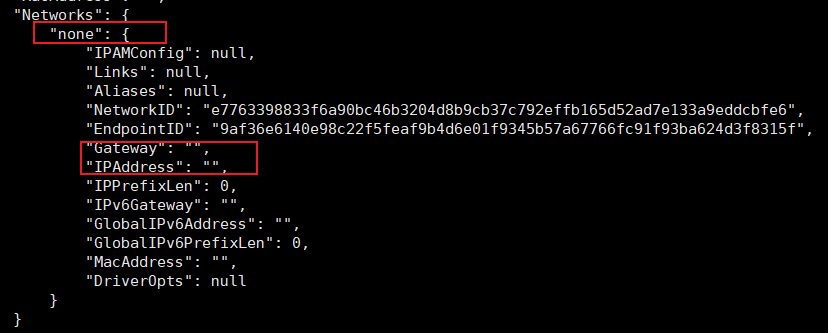 "Networks": {
"none": {
"IPAMConfig": null,
"Links": null,
"Aliases": null,
"NetworkID": "e7763398833f6a90bc46b3204d8b9cb37c792effb165d52ad7e133a9eddcbfe6",
"EndpointID": "9af36e6140e98c22f5feaf9b4d6e01f9345b57a67766fc91f93ba624d3f8315f",
"Gateway": "",
"IPAddress": "",
"IPPrefixLen": 0,
"IPv6Gateway": "",
"GlobalIPv6Address": "",
"GlobalIPv6PrefixLen": 0,
"MacAddress": "",
"DriverOpts": null
}
}